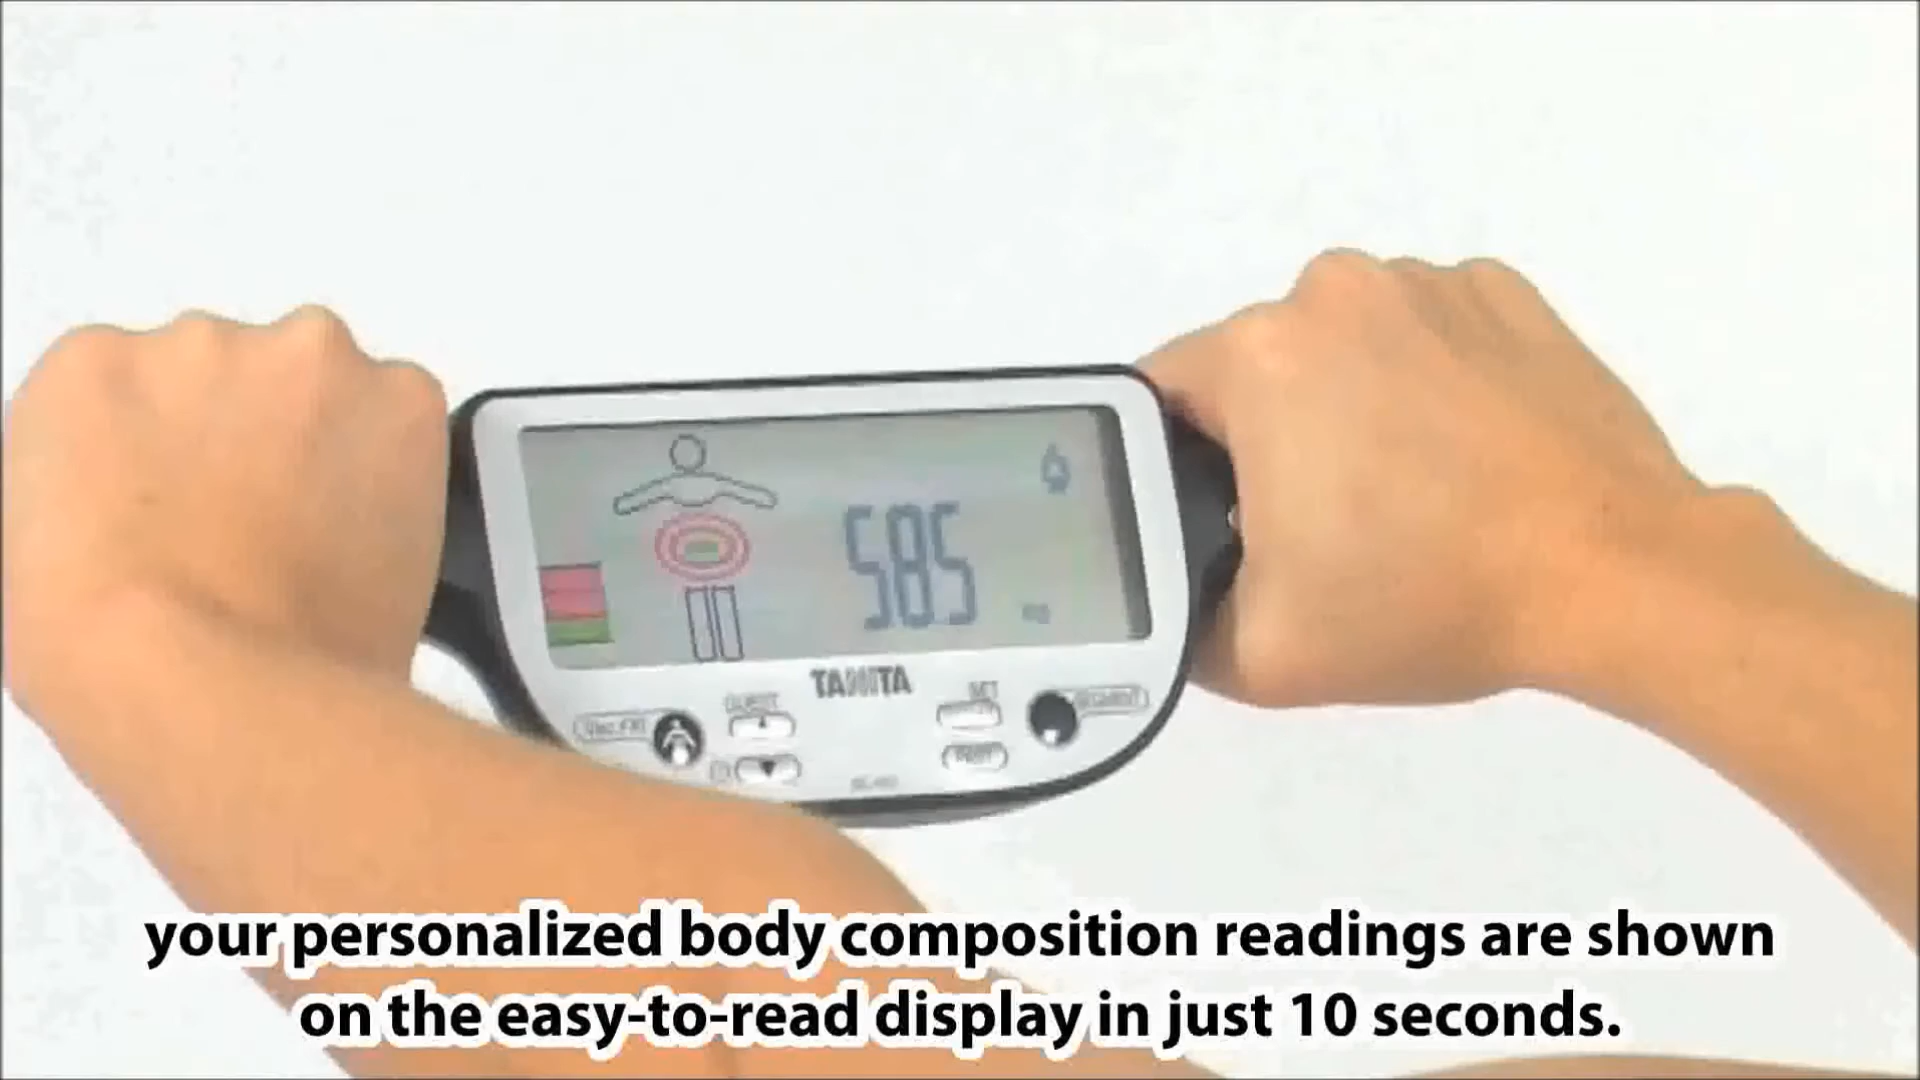 585
TANITA
SET
your personalized body composition readings are shown
on the easy-to-read display in just 10 seconds.